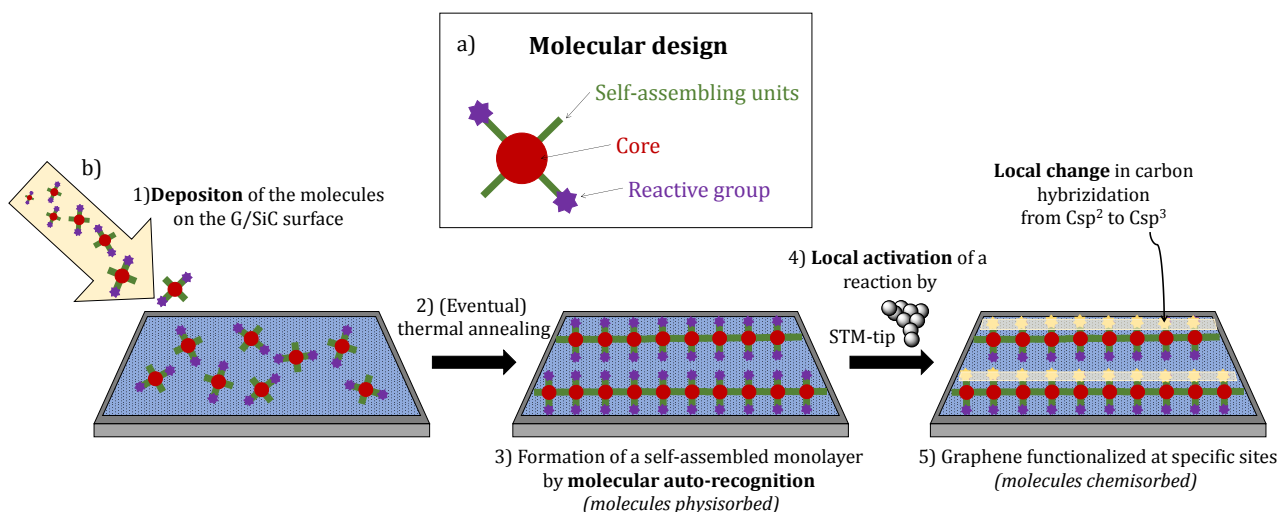 a)
Molecular design
Self-assembling units
Core
Reactive group
b)
1)Depositon of the molecules
on the G/SiC surface
2) (Eventual)
thermal annealing
3) Formation of a self-assembled monolayer
by molecular auto-recognition
(molecules physisorbed)
4) Local activation of a
reaction by
STM-tip
Local change in carbon
hybrizidation
from Csp² to Csp³
5) Graphene functionalized at specific sites
(molecules chemisorbed)